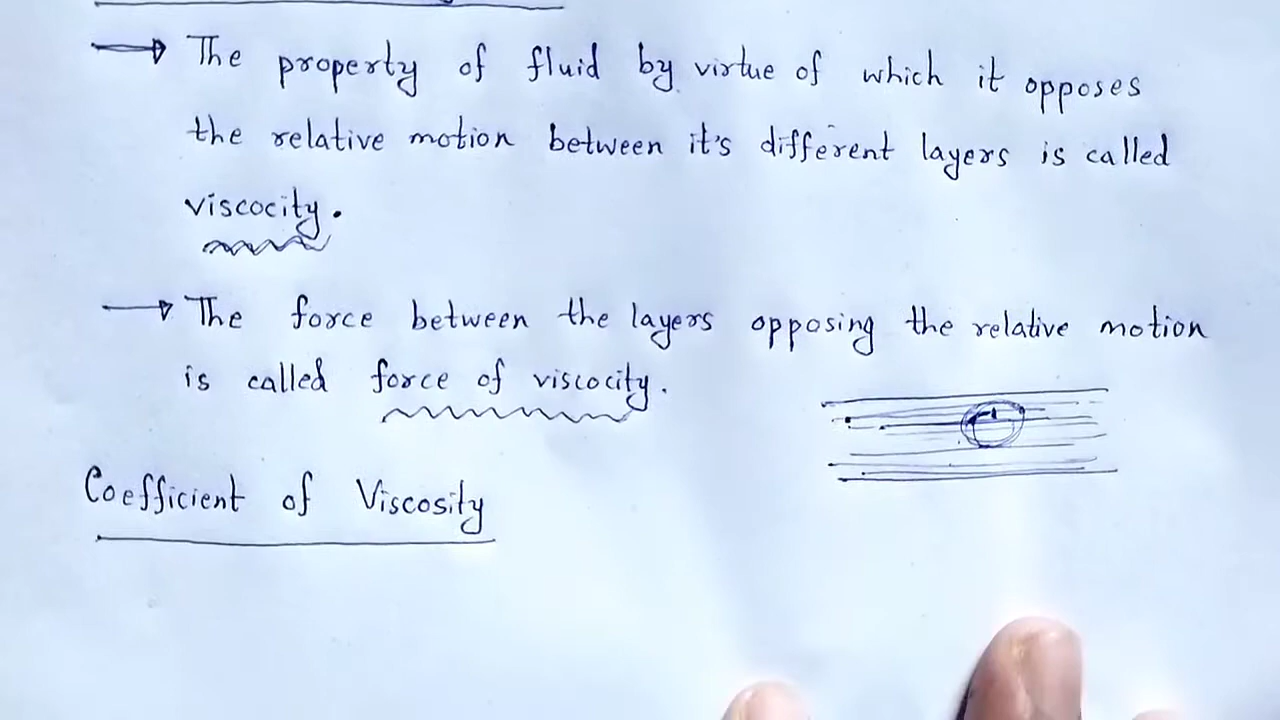 The property of fluid by virtue of which it opposes
the relative motion between it's different layers is called
viscocity.
The force between the layers opposing the relative motion
is called force of viscocity.
Coefficient of Viscosity